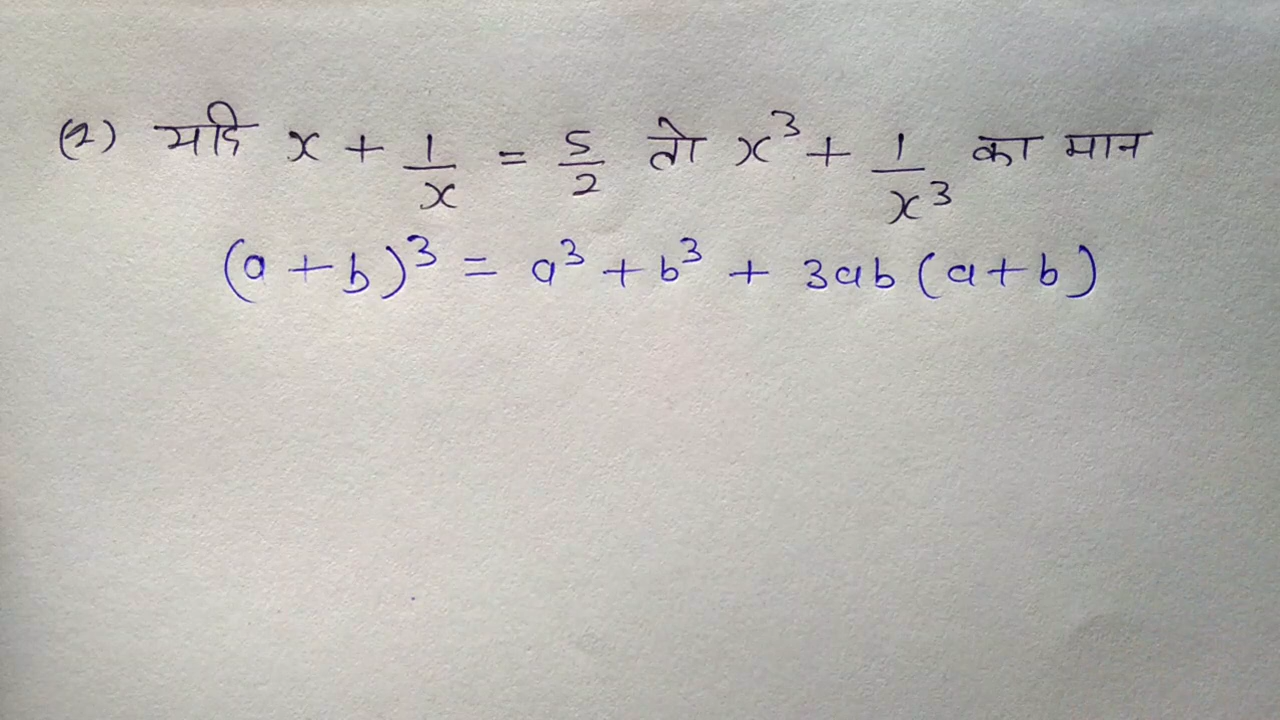 (2) यदि x + 1/x = 5/2 तो x³ + 1/x³ का मान
(a + b)³ = a³ + b³ + 3ab (a + b)